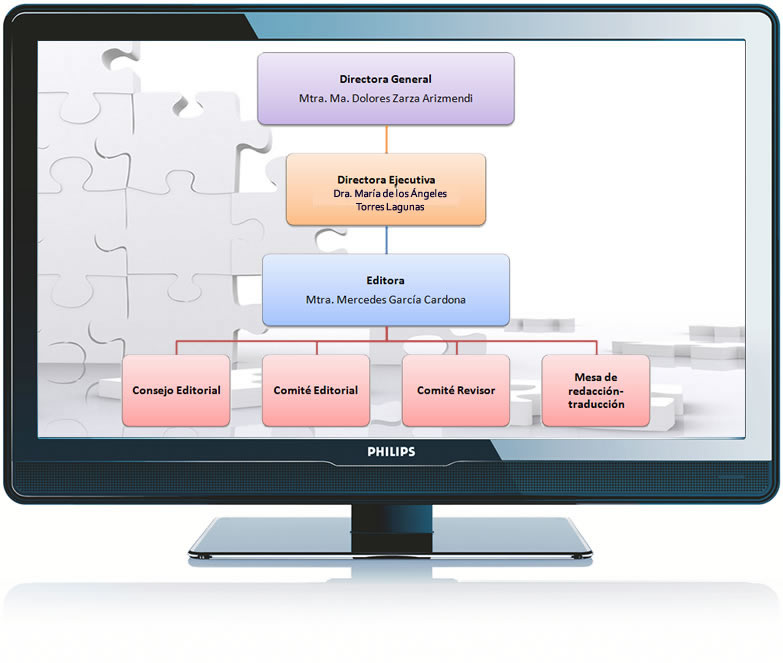 Directora General
Mtra. Ma. Dolores Zarza Arizmendi
Directora Ejecutiva
Dra. María de los Ángeles
Torres Lagunas
Editora
Mtra. Mercedes García Cardona
Consejo Editorial
Comité Editorial
Comité Revisor
Mesa de
redacción-
traducción
PHILIPS